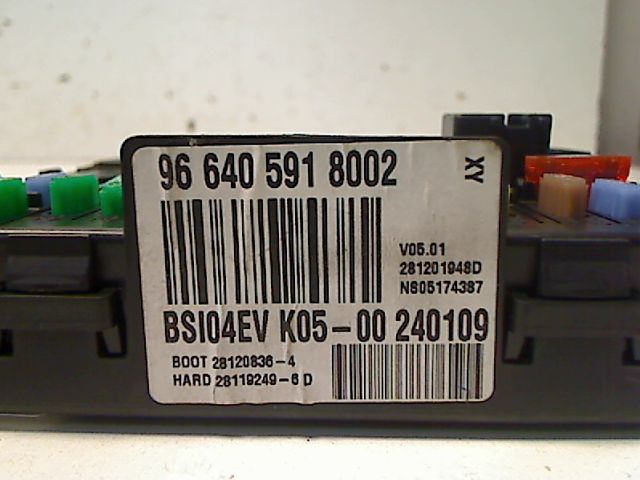 96 640 591 8002
XY
V05.01
281201948D
N605174387
BSI04EV K05-00 240109
BOOT 28120836-4
HARD 28119249-6 D